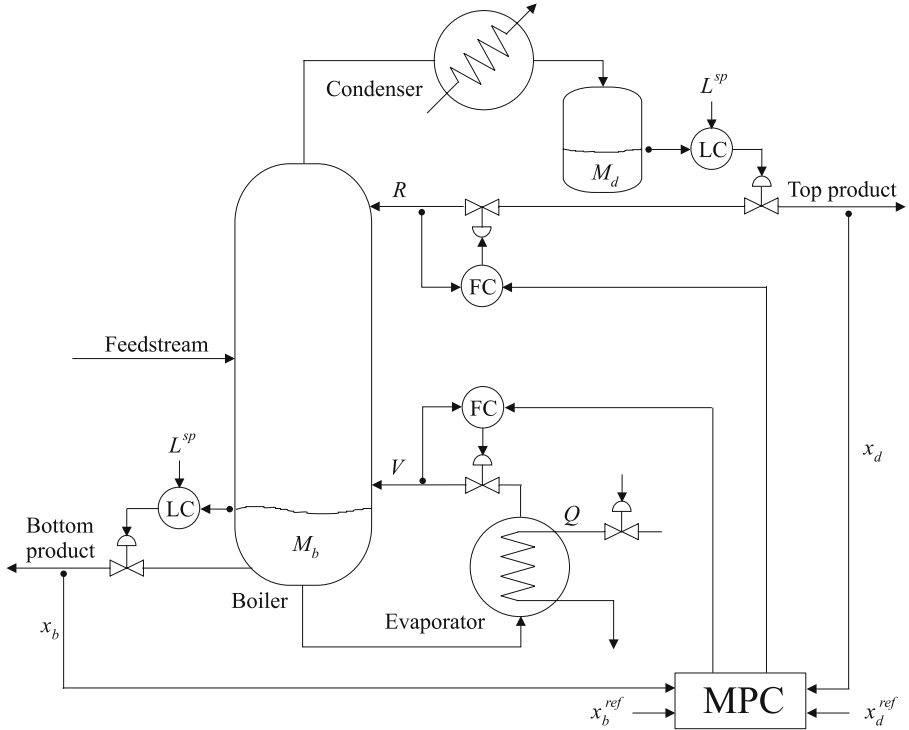 Condenser
L^{sp}
LC
M_d
R
Top product
FC
Feedstream
FC
x_d
L^{sp}
V
LC
Q
Bottom
product
M_b
Boiler
Evaporator
x_b
MPC
x_b^{ref}
x_d^{ref}